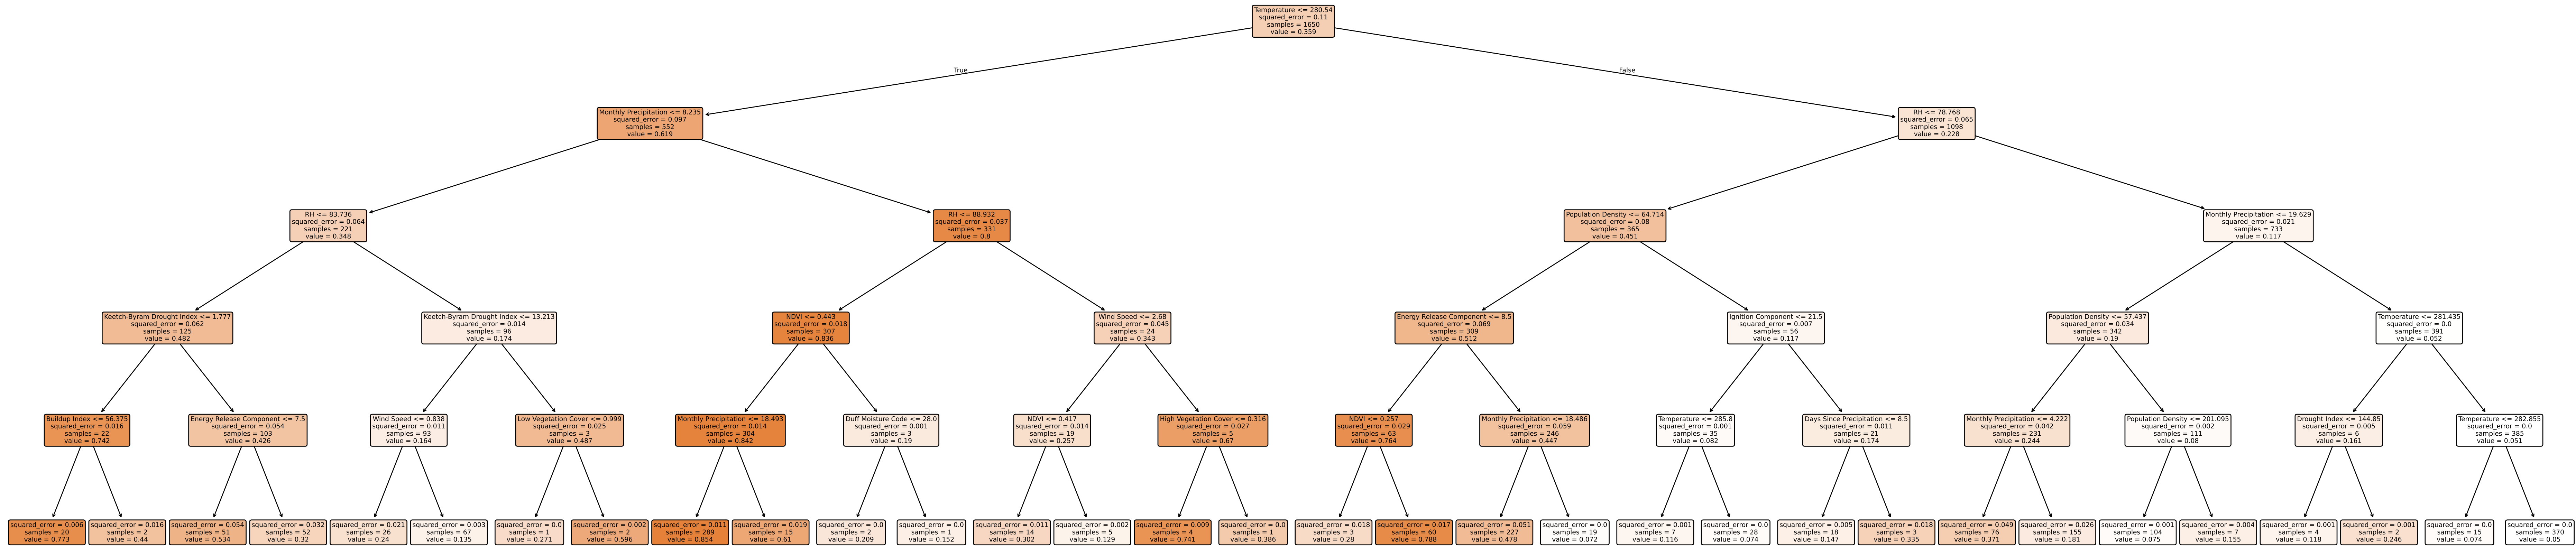 Temperature <= 280.54
squared_error = 0.11
samples = 1650
value = 0.359
True
False
Monthly Precipitation <= 8.235
squared_error = 0.097
samples = 552
value = 0.619
RH <= 78.768
squared_error = 0.065
samples = 1098
value = 0.228
RH <= 83.736
squared_error = 0.064
samples = 221
value = 0.348
RH <= 88.932
squared_error = 0.037
samples = 331
value = 0.8
Population Density <= 64.714
squared_error = 0.08
samples = 365
value = 0.451
Monthly Precipitation <= 19.629
squared_error = 0.021
samples = 733
value = 0.117
Keetch-Byram Drought Index <= 1.777
squared_error = 0.062
samples = 125
value = 0.482
Keetch-Byram Drought Index <= 13.213
squared_error = 0.014
samples = 96
value = 0.174
NDVI <= 0.443
squared_error = 0.018
samples = 307
value = 0.836
Wind Speed <= 2.68
squared_error = 0.045
samples = 24
value = 0.343
Energy Release Component <= 8.5
squared_error = 0.069
samples = 309
value = 0.512
Ignition Component <= 21.5
squared_error = 0.007
samples = 56
value = 0.117
Population Density <= 57.437
squared_error = 0.034
samples = 342
value = 0.19
Temperature <= 281.435
squared_error = 0.0
samples = 391
value = 0.052
Buildup Index <= 56.375
squared_error = 0.016
samples = 22
value = 0.742
Energy Release Component <= 7.5
squared_error = 0.054
samples = 103
value = 0.426
Wind Speed <= 0.838
squared_error = 0.011
samples = 93
value = 0.164
Low Vegetation Cover <= 0.999
squared_error = 0.025
samples = 3
value = 0.487
Monthly Precipitation <= 18.493
squared_error = 0.014
samples = 304
value = 0.842
Duff Moisture Code <= 28.0
squared_error = 0.001
samples = 3
value = 0.19
NDVI <= 0.417
squared_error = 0.014
samples = 19
value = 0.257
High Vegetation Cover <= 0.316
squared_error = 0.027
samples = 5
value = 0.67
NDVI <= 0.257
squared_error = 0.029
samples = 63
value = 0.764
Monthly Precipitation <= 18.486
squared_error = 0.059
samples = 246
value = 0.447
Temperature <= 285.8
squared_error = 0.001
samples = 35
value = 0.082
Days Since Precipitation <= 8.5
squared_error = 0.011
samples = 21
value = 0.174
Monthly Precipitation <= 4.222
squared_error = 0.042
samples = 231
value = 0.244
Population Density <= 201.095
squared_error = 0.002
samples = 111
value = 0.08
Drought Index <= 144.85
squared_error = 0.005
samples = 6
value = 0.161
Temperature <= 282.855
squared_error = 0.0
samples = 385
value = 0.051
squared_error = 0.006
samples = 20
value = 0.773
squared_error = 0.016
samples = 2
value = 0.44
squared_error = 0.054
samples = 51
value = 0.534
squared_error = 0.032
samples = 52
value = 0.32
squared_error = 0.021
samples = 26
value = 0.24
squared_error = 0.003
samples = 67
value = 0.135
squared_error = 0.0
samples = 1
value = 0.271
squared_error = 0.002
samples = 2
value = 0.596
squared_error = 0.011
samples = 289
value = 0.854
squared_error = 0.019
samples = 15
value = 0.61
squared_error = 0.0
samples = 2
value = 0.209
squared_error = 0.0
samples = 1
value = 0.152
squared_error = 0.011
samples = 14
value = 0.302
squared_error = 0.002
samples = 5
value = 0.129
squared_error = 0.009
samples = 4
value = 0.741
squared_error = 0.0
samples = 1
value = 0.386
squared_error = 0.018
samples = 3
value = 0.28
squared_error = 0.017
samples = 60
value = 0.788
squared_error = 0.051
samples = 227
value = 0.478
squared_error = 0.0
samples = 19
value = 0.072
squared_error = 0.001
samples = 7
value = 0.116
squared_error = 0.0
samples = 28
value = 0.074
squared_error = 0.005
samples = 18
value = 0.147
squared_error = 0.018
samples = 3
value = 0.335
squared_error = 0.049
samples = 76
value = 0.371
squared_error = 0.026
samples = 155
value = 0.181
squared_error = 0.001
samples = 104
value = 0.075
squared_error = 0.004
samples = 7
value = 0.155
squared_error = 0.001
samples = 4
value = 0.118
squared_error = 0.001
samples = 2
value = 0.246
squared_error = 0.0
samples = 15
value = 0.074
squared_error = 0.0
samples = 370
value = 0.05